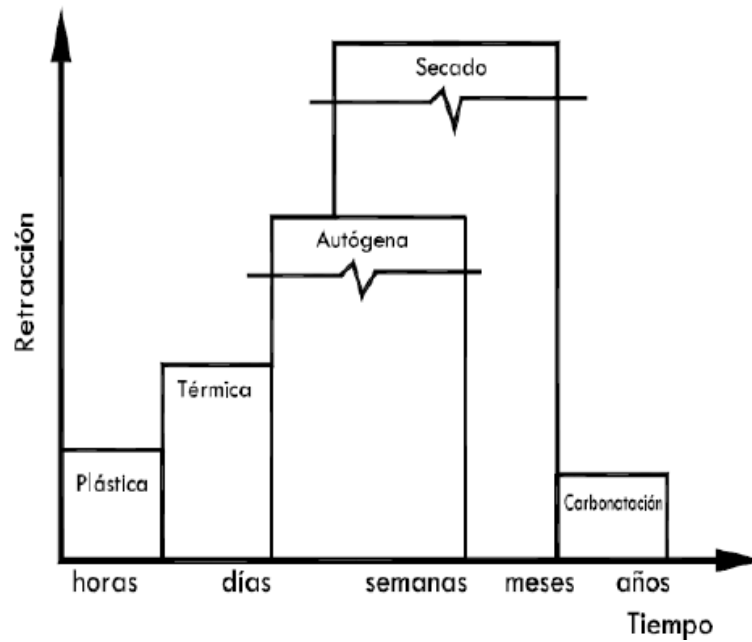 Secado
Autógena
Térmica
Plástica
Carbonatación
Retracción
horas días semanas meses años
Tiempo